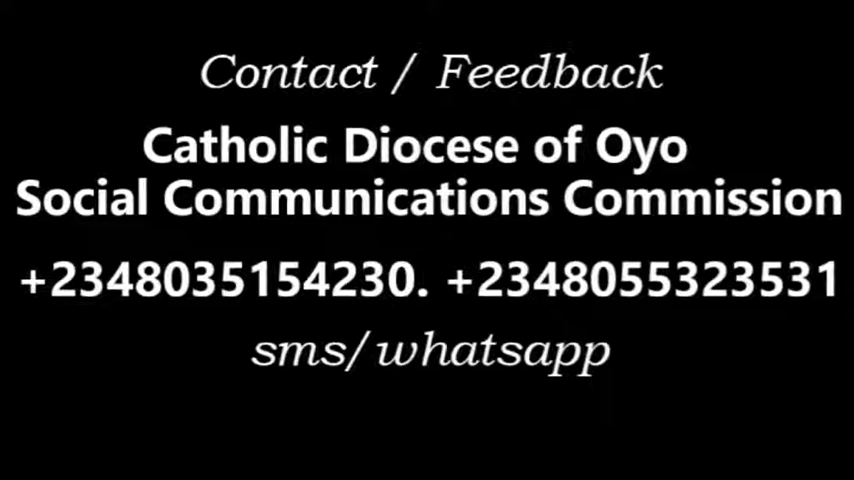 Contact / Feedback
Catholic Diocese of Oyo
Social Communications Commission
+2348035154230. +2348055323531
sms/whatsapp